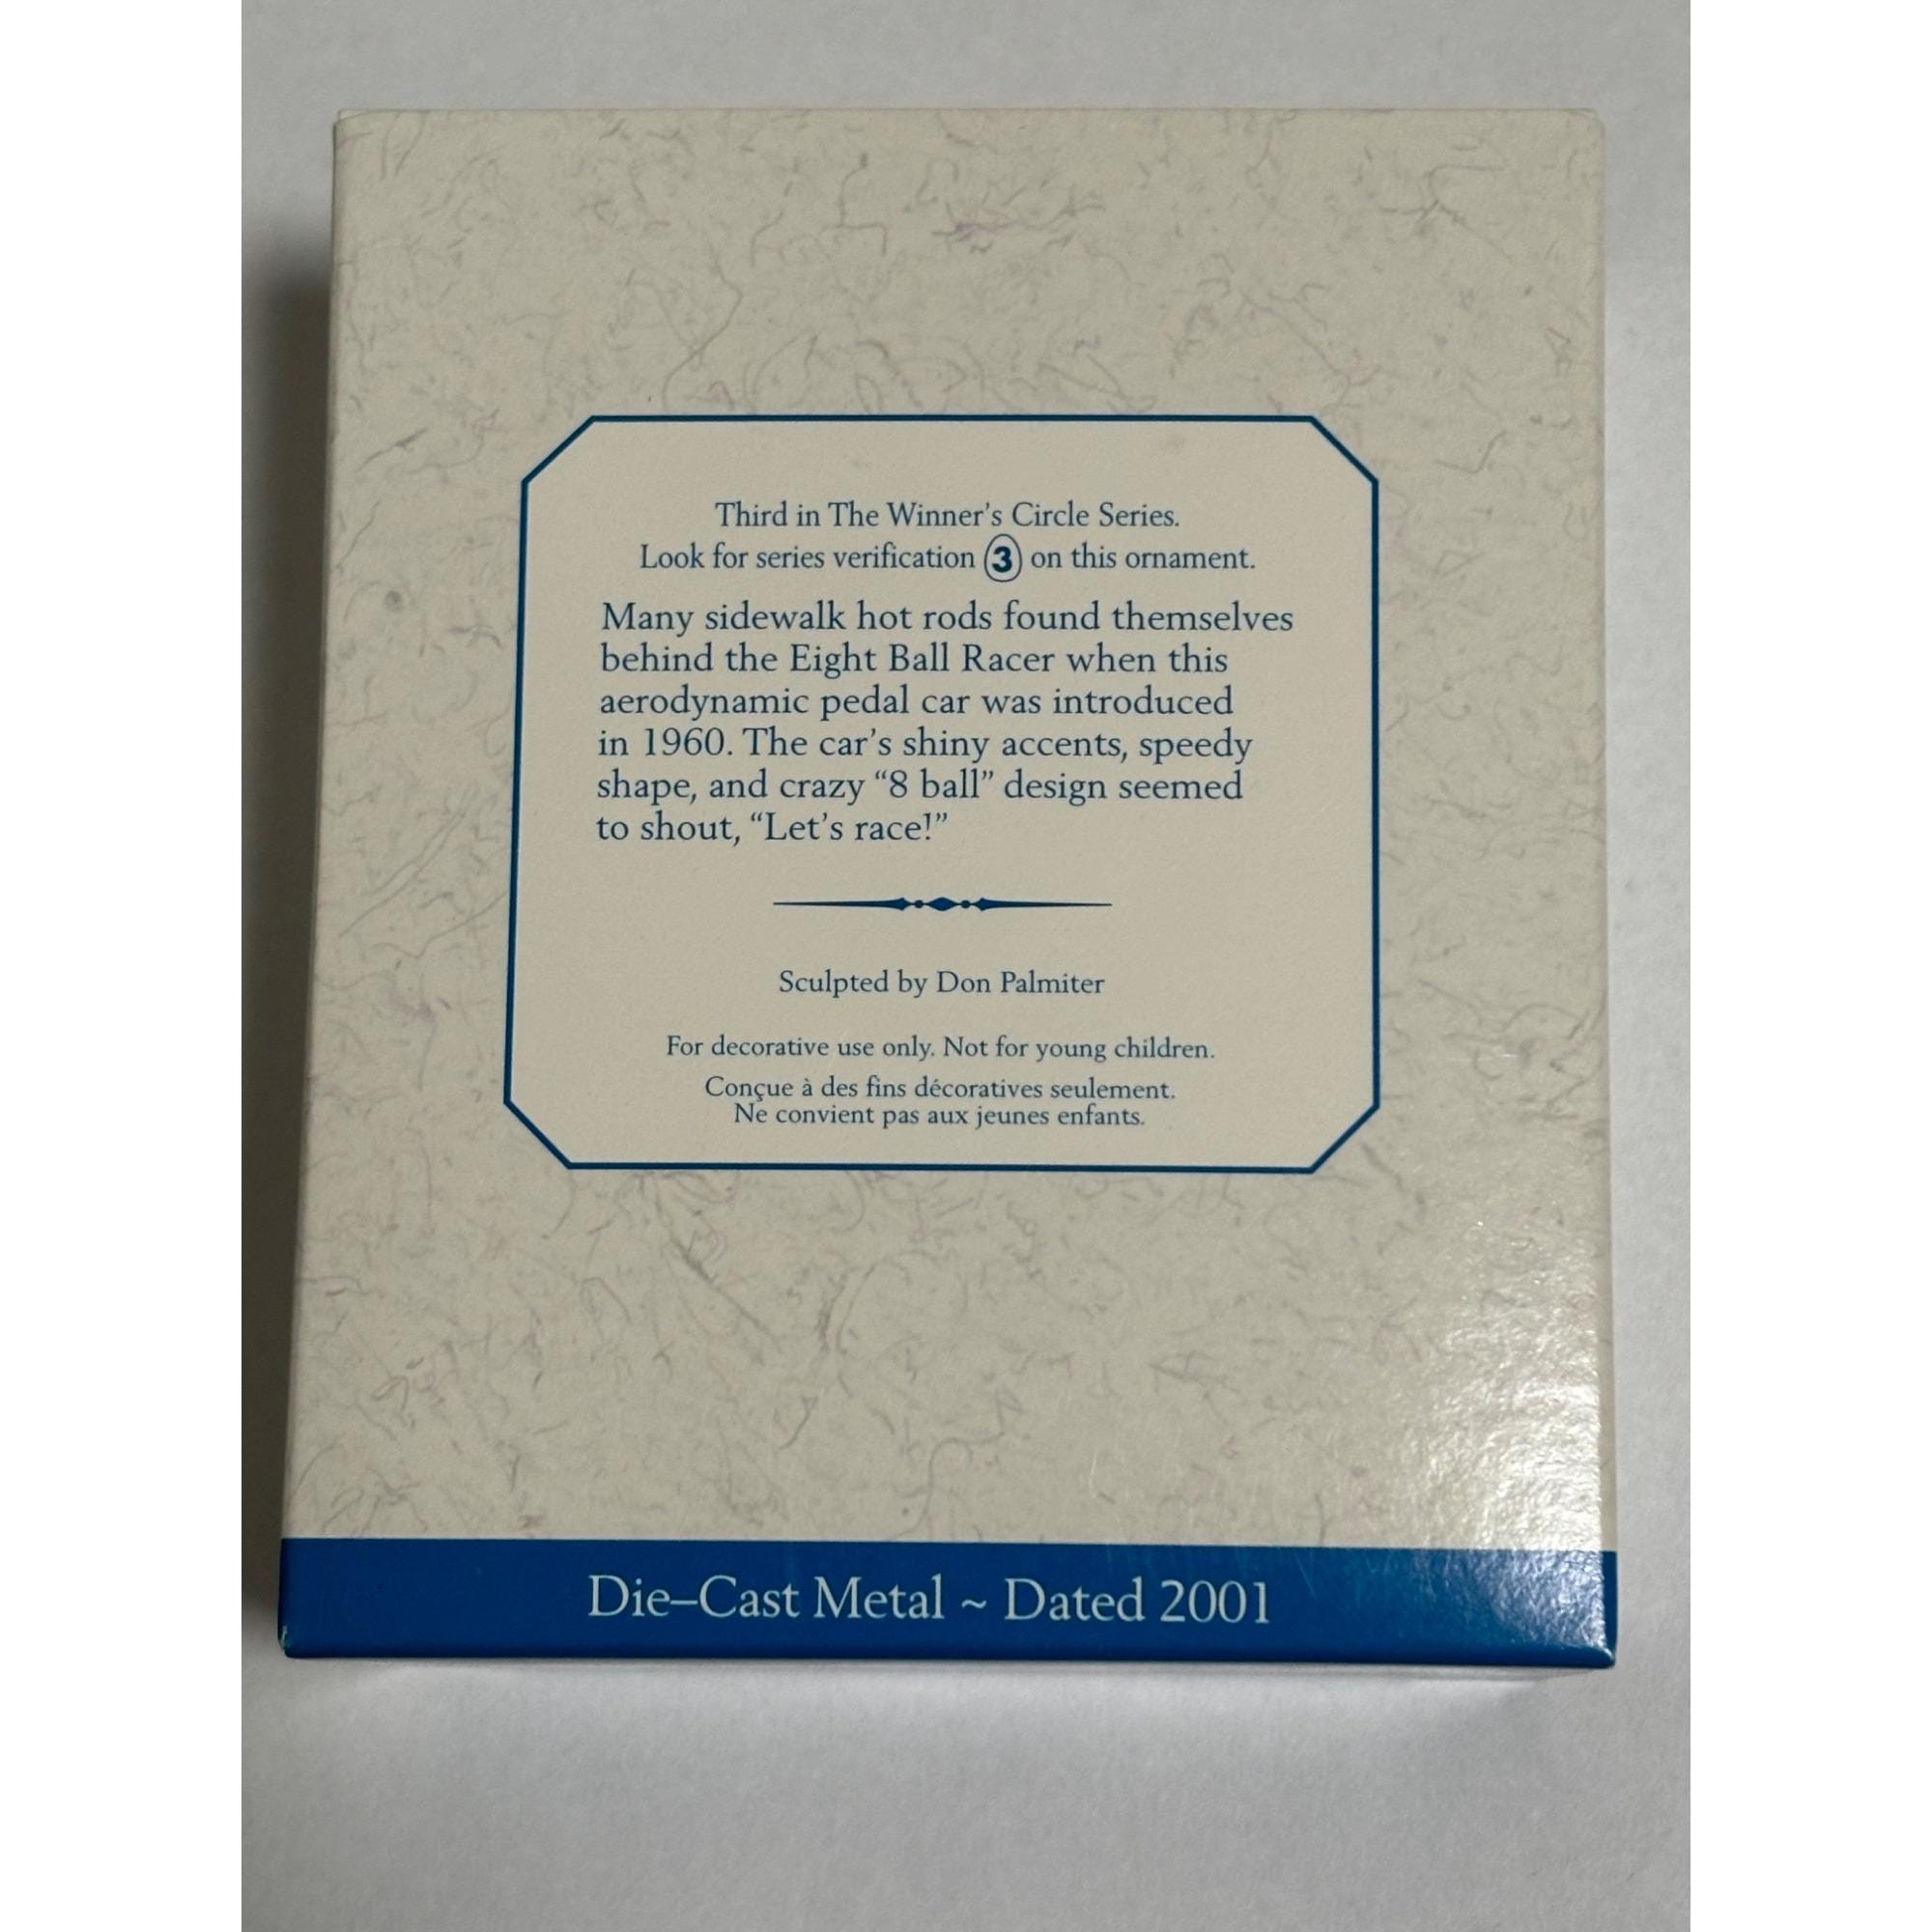 Third in The Winner's Circle Series.
Look for series verification 3 on this ornament.
Many sidewalk hot rods found themselves
behind the Eight Ball Racer when this
aerodynamic pedal car was introduced
in 1960. The car's shiny accents, speedy
shape, and crazy “8 ball” design seemed
to shout, “Let's race!”
Sculpted by Don Palmiter
For decorative use only. Not for young children.
Conçue à des fins décoratives seulement.
Ne convient pas aux jeunes enfants.
Die–Cast Metal ~ Dated 2001